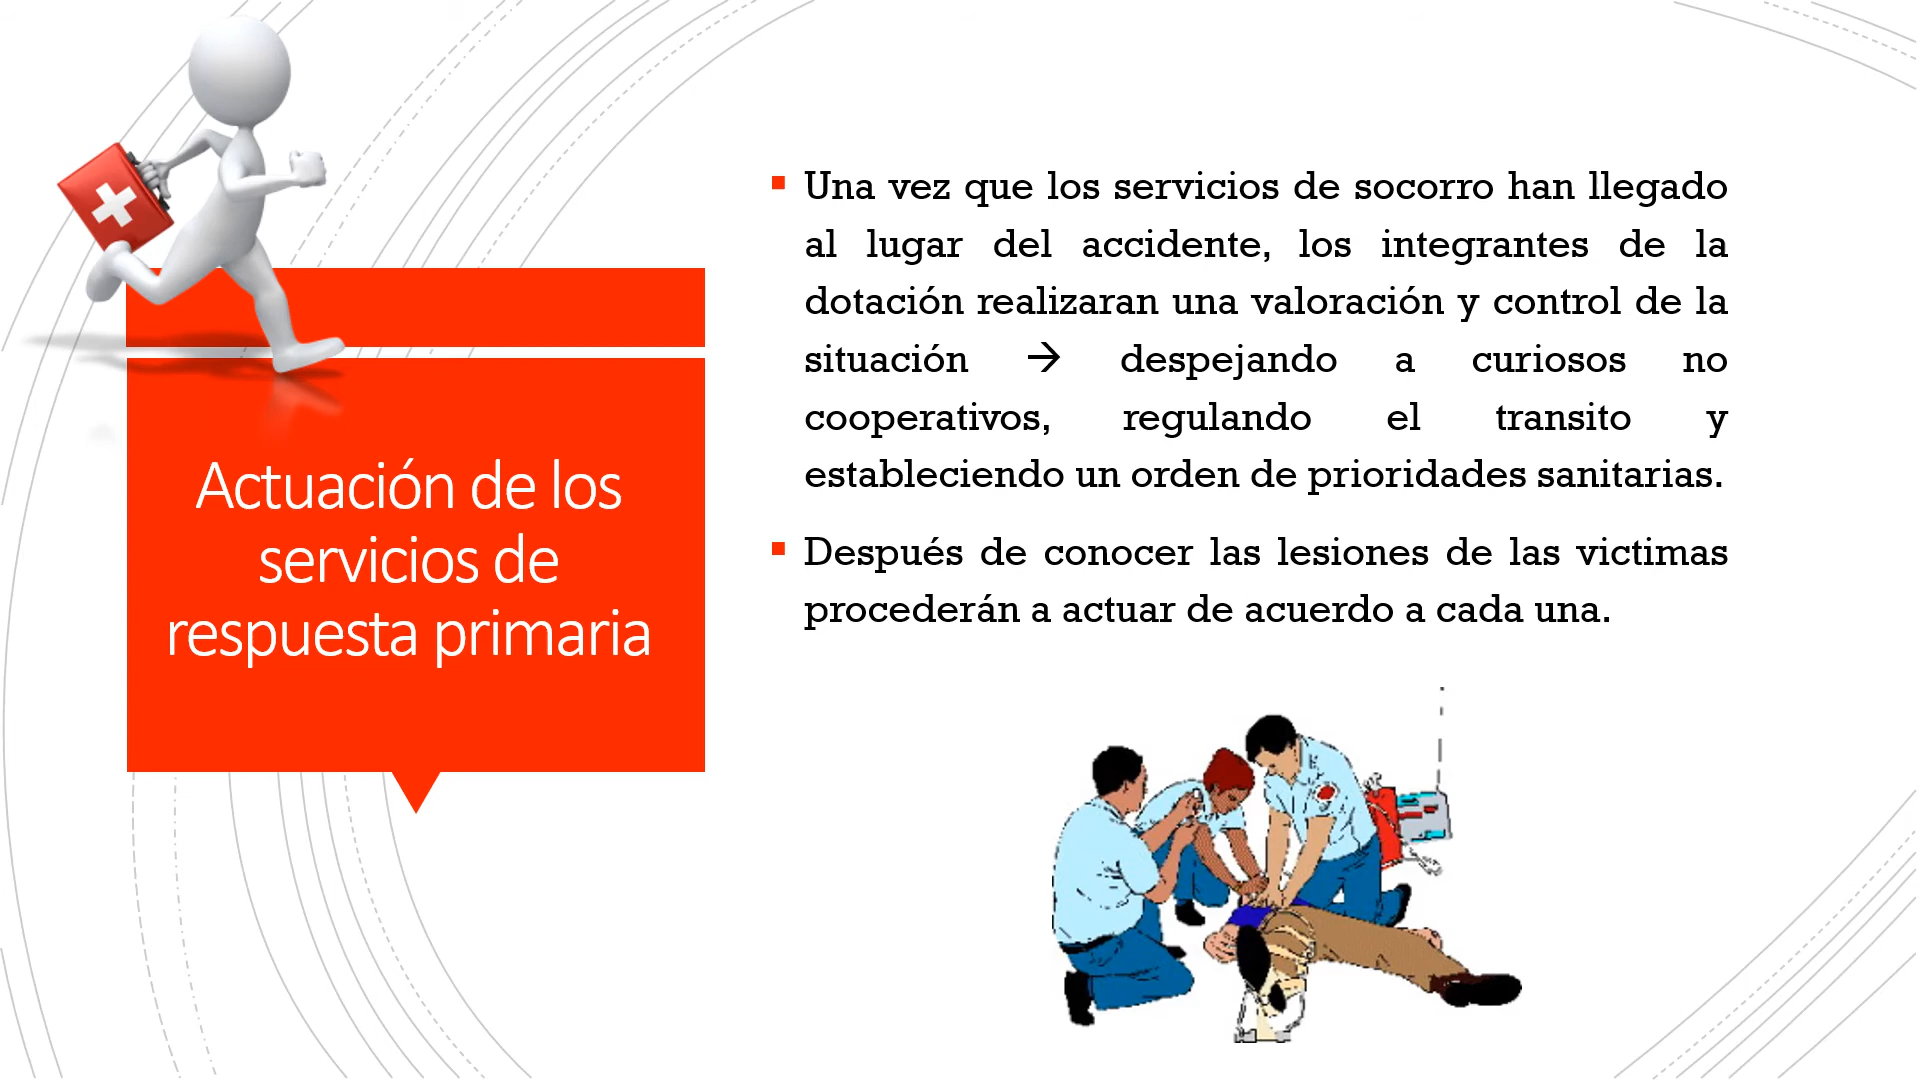 Actuación de los
servicios de
respuesta primaria
Una vez que los servicios de socorro han llegado
al lugar del accidente, los integrantes de la
dotación realizaran una valoración y control de la
situación → despejando a curiosos no
cooperativos, regulando el transito y
estableciendo un orden de prioridades sanitarias.
Después de conocer las lesiones de las victimas
procederán a actuar de acuerdo a cada una.